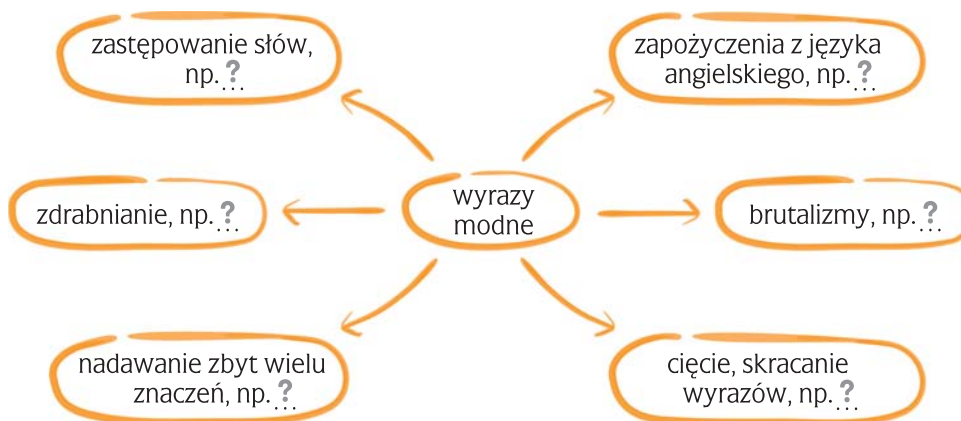 zastępowanie słów,
np. ?
...
zapożyczenia z języka
angielskiego, np. ?
...
zdrabnianie, np. ?
...
wyrazy
modne
brutalizmy, np. ?
...
nadawanie zbyt wielu
znaczeń, np. ?
...
cięcie, skracanie
wyrazów, np. ?
...